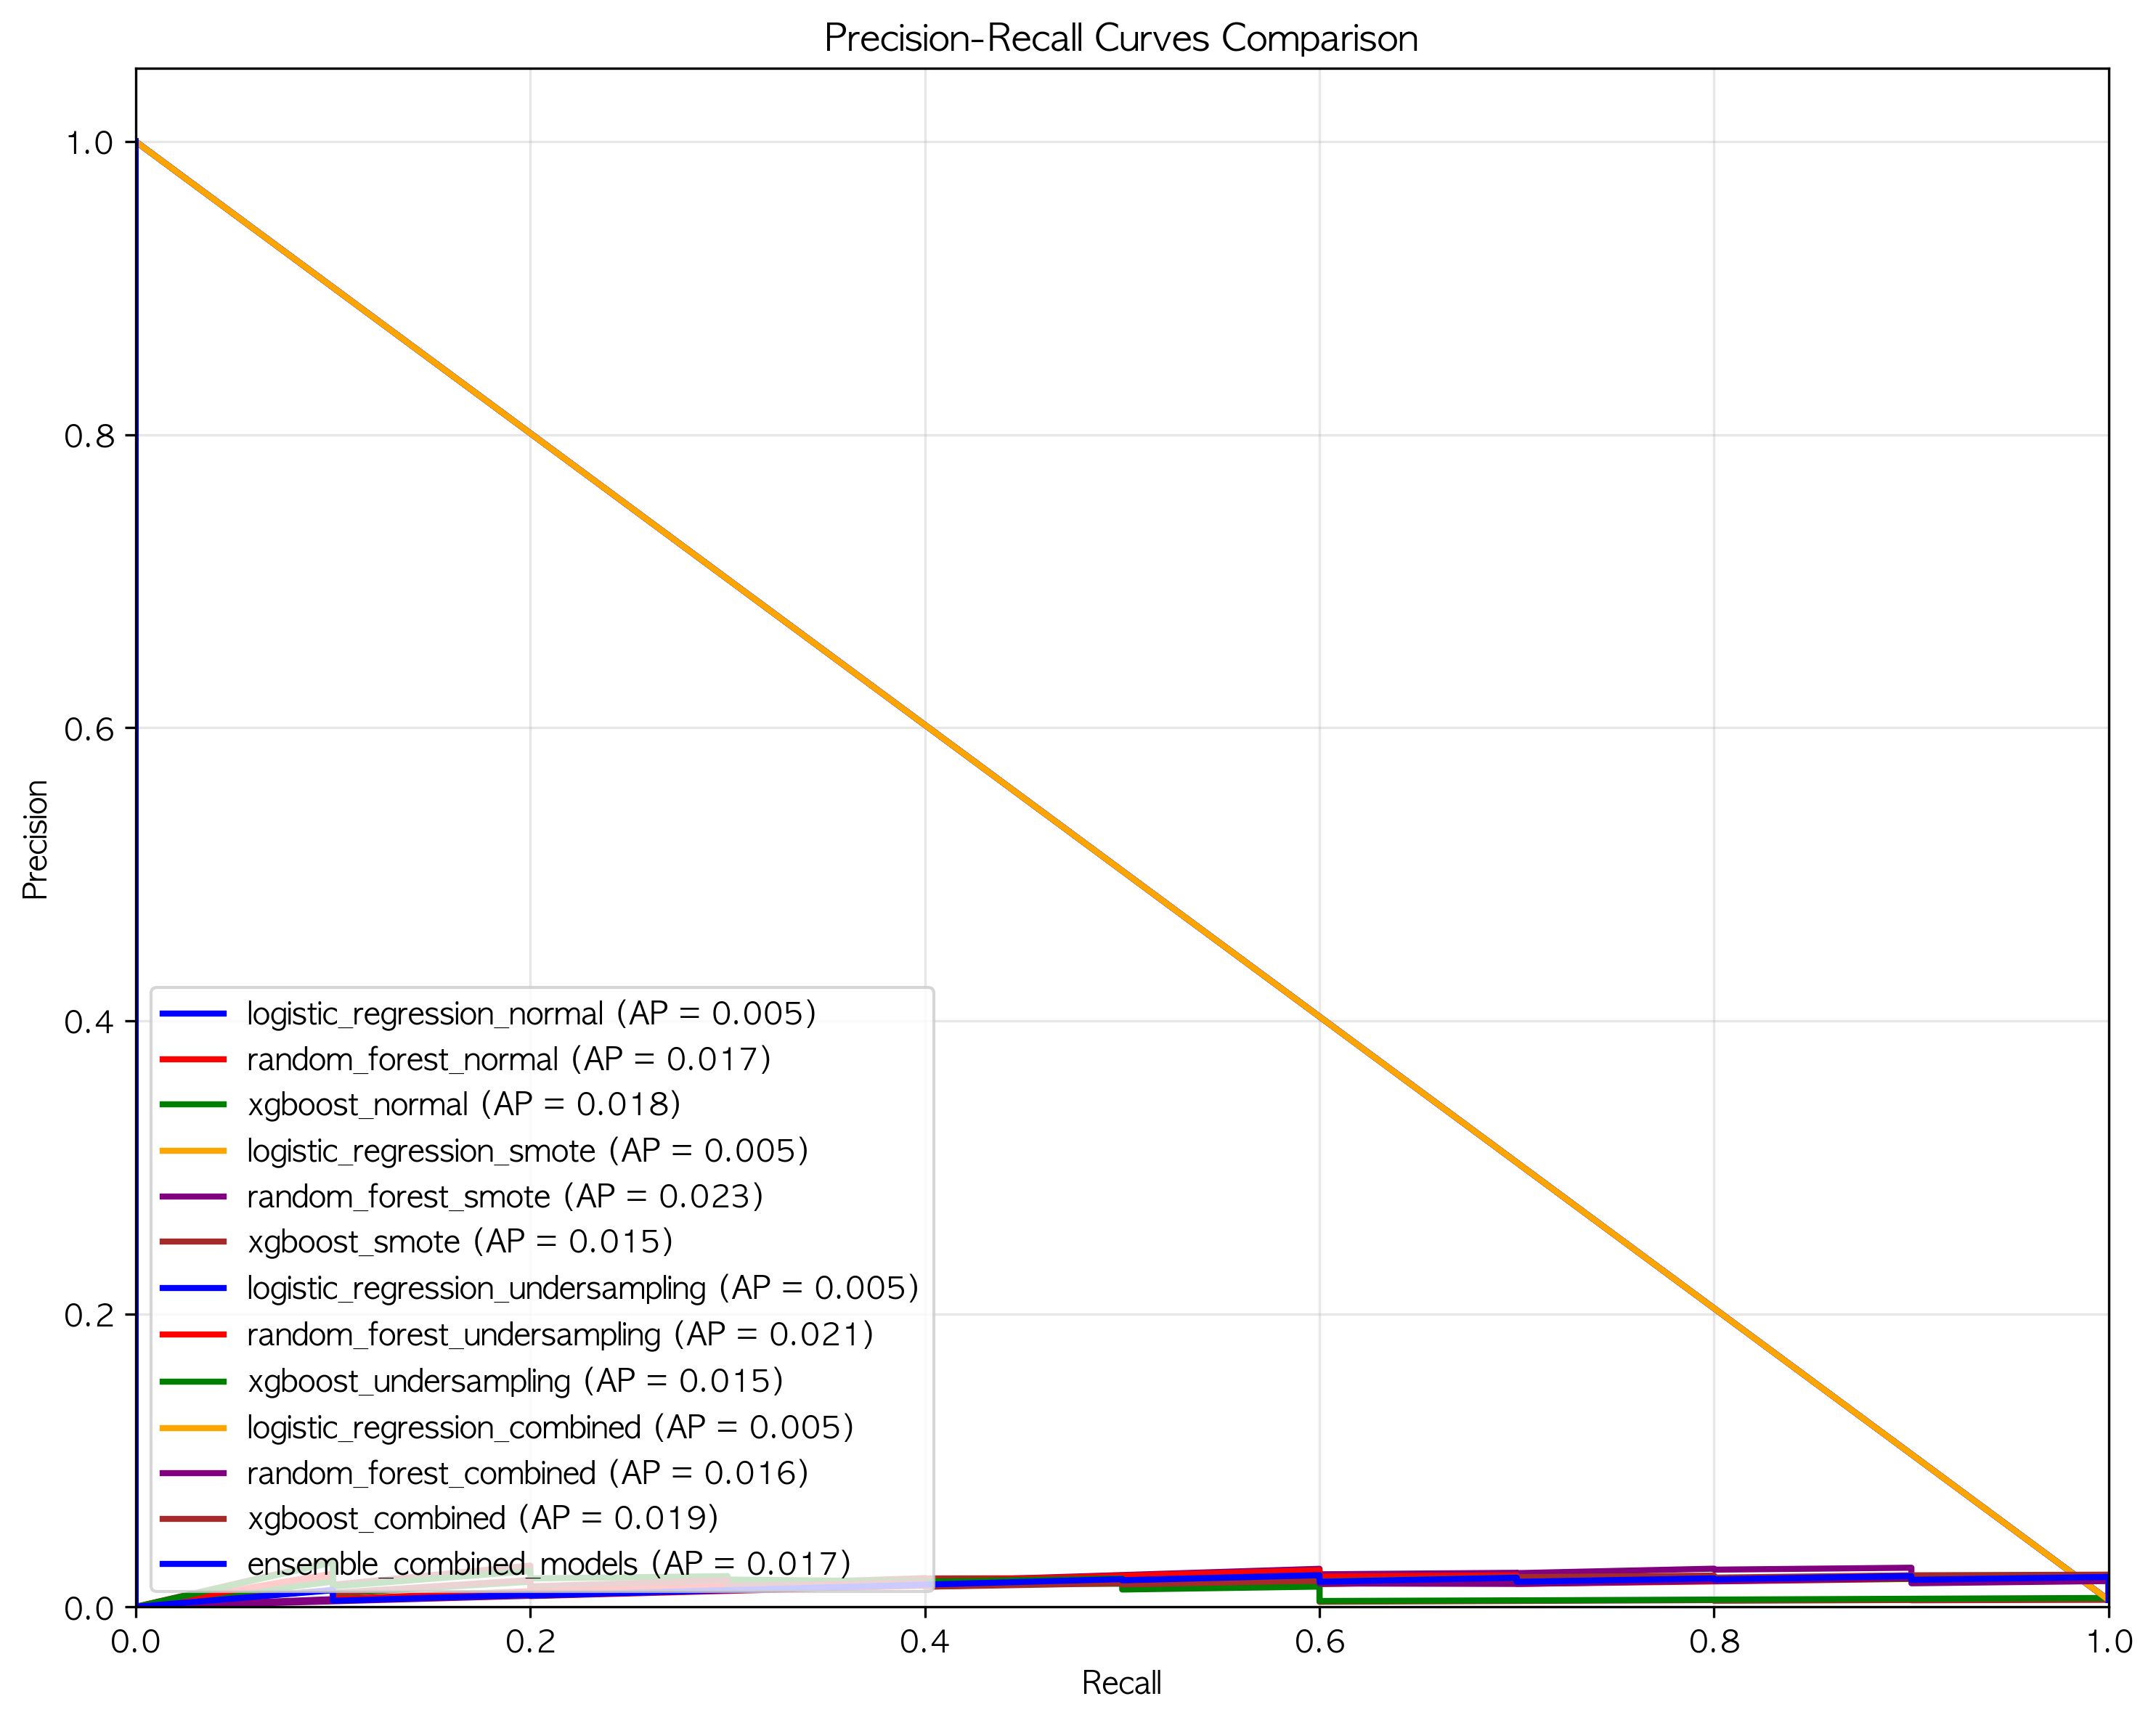 Precision-Recall Curves Comparison
1.0
0.8
0.6
0.4
0.2
0.0
Precision
logistic_regression_normal (AP = 0.005)
random_forest_normal (AP = 0.017)
xgboost_normal (AP = 0.018)
logistic_regression_smote (AP = 0.005)
random_forest_smote (AP = 0.023)
xgboost_smote (AP = 0.015)
logistic_regression_undersampling (AP = 0.005)
random_forest_undersampling (AP = 0.021)
xgboost_undersampling (AP = 0.015)
logistic_regression_combined (AP = 0.005)
random_forest_combined (AP = 0.016)
xgboost_combined (AP = 0.019)
ensemble_combined_models (AP = 0.017)
0.0 0.2 0.4 0.6 0.8 1.0
Recall